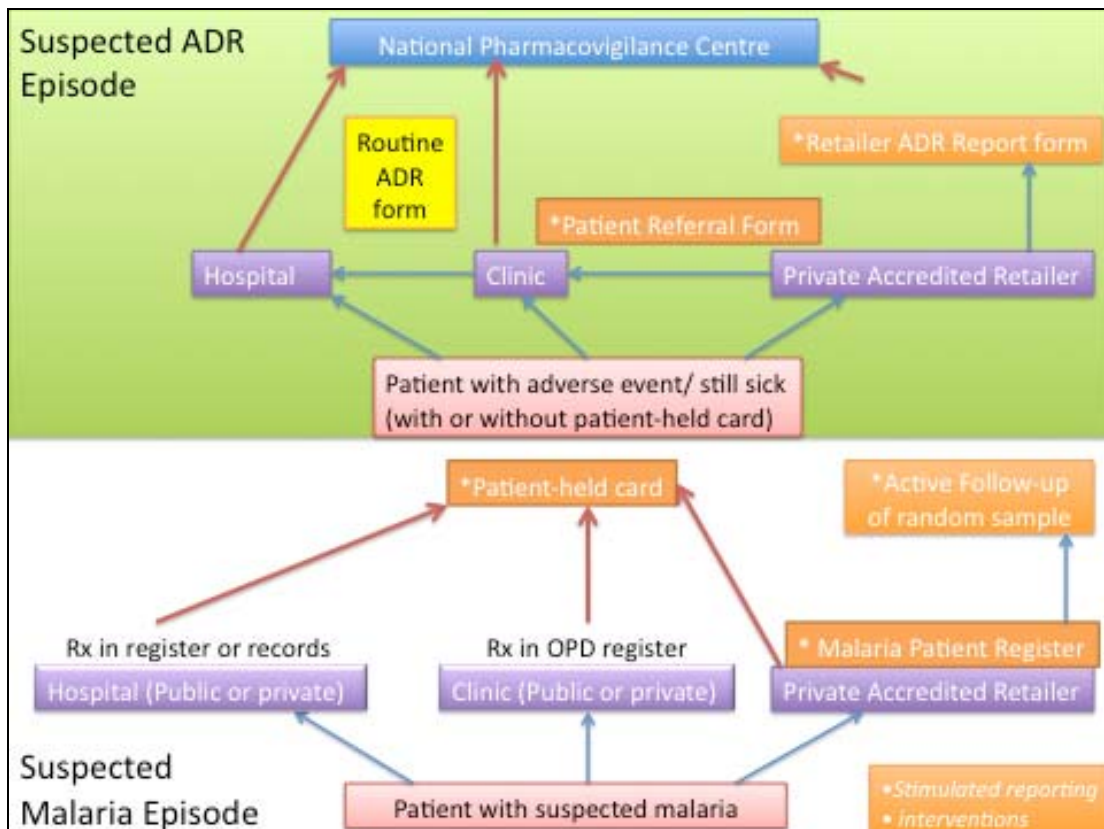 Suspected ADR
Episode
National Pharmacovigilance Centre
Routine
ADR
form
*Retailer ADR Report form
*Patient Referral Form
Hospital
Clinic
Private Accredited Retailer
Patient with adverse event/ still sick
(with or without patient-held card)
*Patient-held card
*Active Follow-up
of random sample
Rx in register or records
Rx in OPD register
* Malaria Patient Register
Hospital (Public or private)
Clinic (Public or private)
Private Accredited Retailer
Suspected
Malaria Episode
Patient with suspected malaria
•Stimulated reporting
• interventions